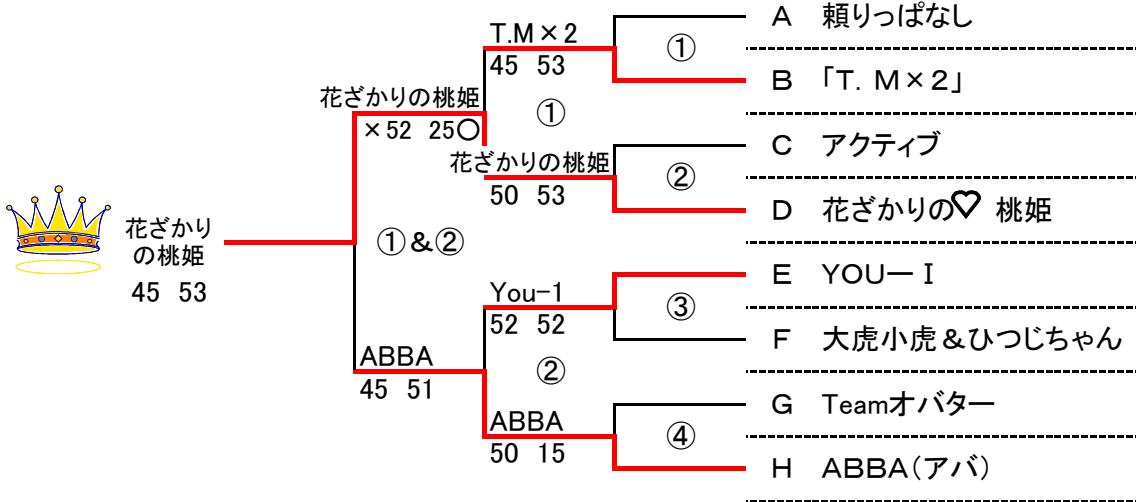 A 頼りっぱなし
T.M×2
①
45 53
B 「T．M×2」
花ざかりの桃姫
①
×52 25○
C アクティブ
花ざかりの桃姫
②
50 53
D 花ざかりの♡ 桃姫
花ざかり
の桃姫
①&②
45 53
E YOU－Ⅰ
You-1
③
52 52
F 大虎小虎&ひつじちゃん
ABBA
②
45 51
G Teamオバター
ABBA
④
50 15
H ABBA(アバ)